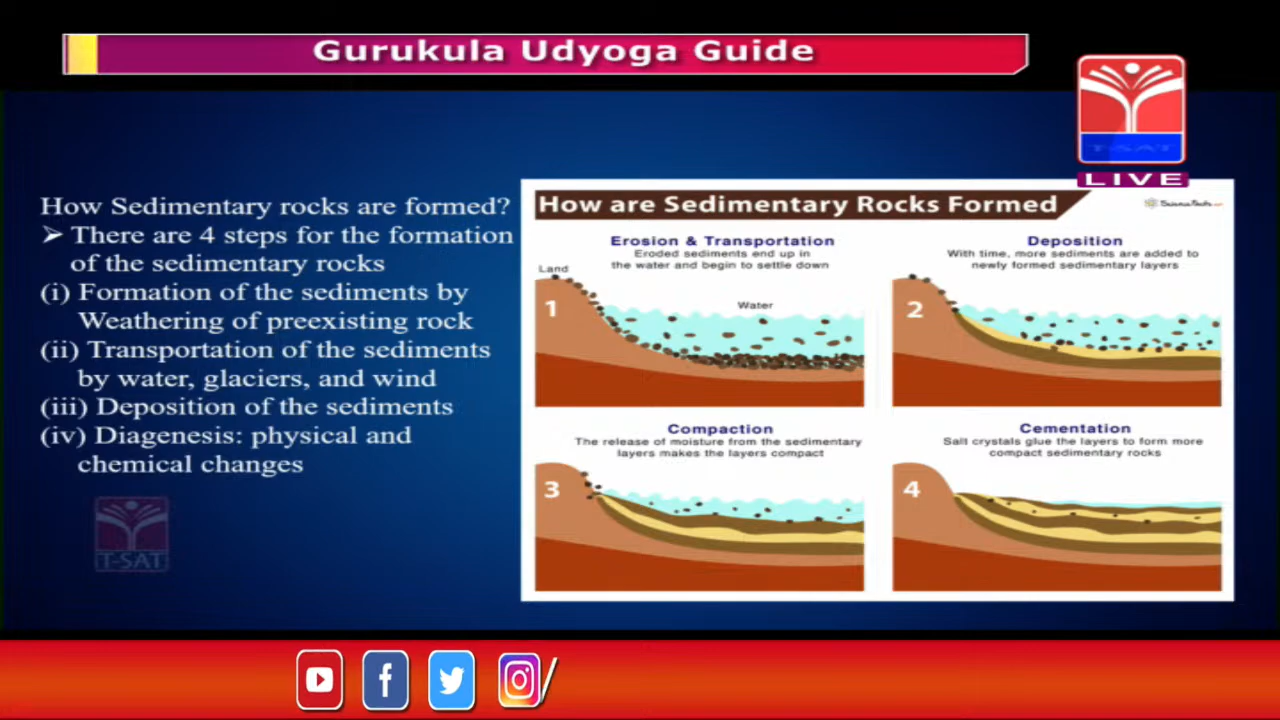 Gurukula Udyoga Guide
T-SAT
LIVE
How Sedimentary rocks are formed?
➤ There are 4 steps for the formation
of the sedimentary rocks
(i) Formation of the sediments by
Weathering of preexisting rock
(ii) Transportation of the sediments
by water, glaciers, and wind
(iii) Deposition of the sediments
(iv) Diagenesis: physical and
chemical changes
T-SAT
How are Sedimentary Rocks Formed
Erosion & Transportation
Eroded sediments end up in
the water and begin to settle down
Land
1
Water
Deposition
With time, more sediments are added to
newly formed sedimentary layers
2
Compaction
The release of moisture from the sedimentary
layers makes the layers compact
3
Cementation
Salt crystals glue the layers to form more
compact sedimentary rocks
4
/